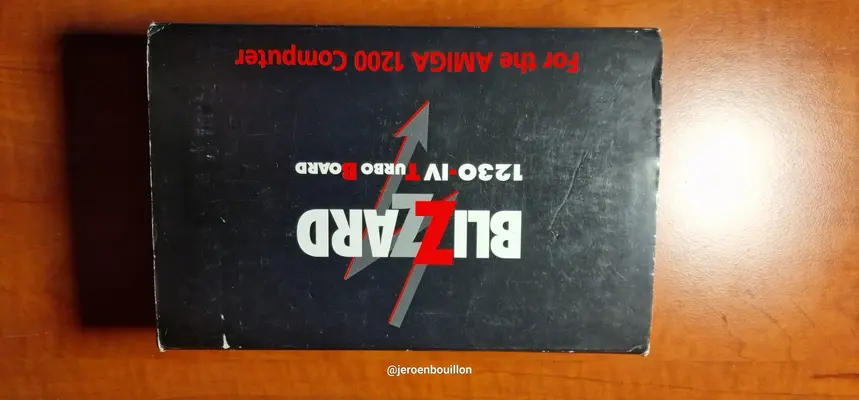 BLIZZARD
1230-IV TURBO BOARD
For the AMIGA 1200 Computer
@jeroenbouillon